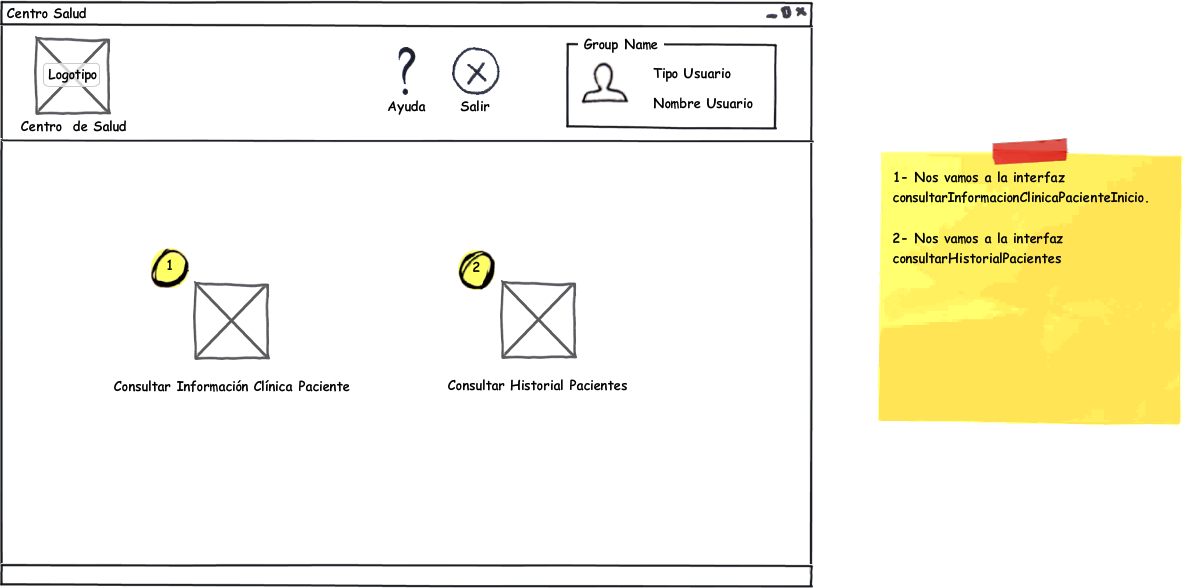 Centro Salud
Logotipo
Centro de Salud
Ayuda
Salir
Group Name
Tipo Usuario
Nombre Usuario
1
Consultar Información Clínica Paciente
2
Consultar Historial Pacientes
1- Nos vamos a la interfaz
consultarInformacionClinicaPacienteInicio.
2- Nos vamos a la interfaz
consultarHistorialPacientes